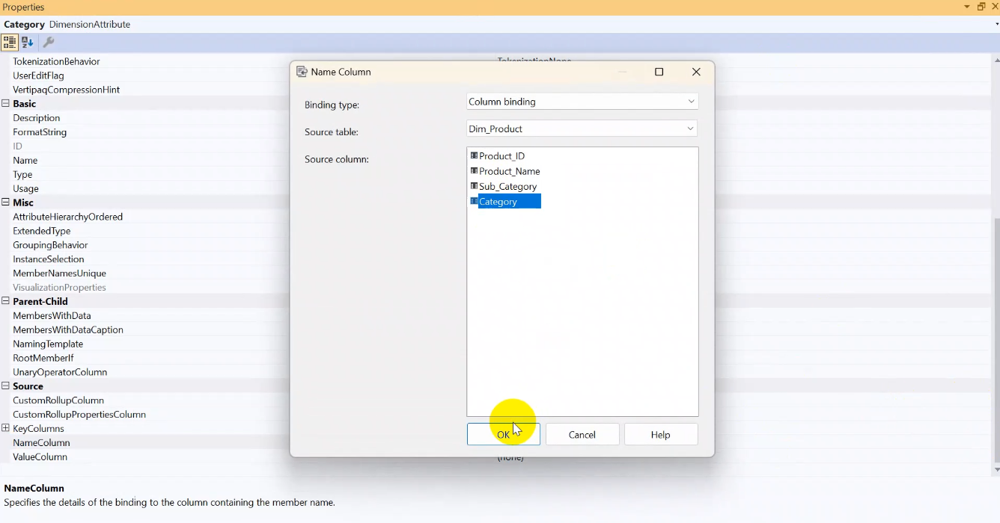 Properties
Category DimensionAttribute
TokenizationBehavior
UserEditFlag
VertipaqCompressionHint
Basic
Description
FormatString
ID
Name
Type
Usage
Misc
AttributeHierarchyOrdered
ExtendedType
GroupingBehavior
InstanceSelection
MemberNamesUnique
VisualizationProperties
Parent-Child
MembersWithData
MembersWithDataCaption
NamingTemplate
RootMemberIf
UnaryOperatorColumn
Source
CustomRollupColumn
CustomRollupPropertiesColumn
KeyColumns
NameColumn
ValueColumn
TokenizationNone
Name Column
Binding type: Column binding
Source table: Dim_Product
Source column:
Product_ID
Product_Name
Sub_Category
Category
OK Cancel Help
(none)
NameColumn
Specifies the details of the binding to the column containing the member name.